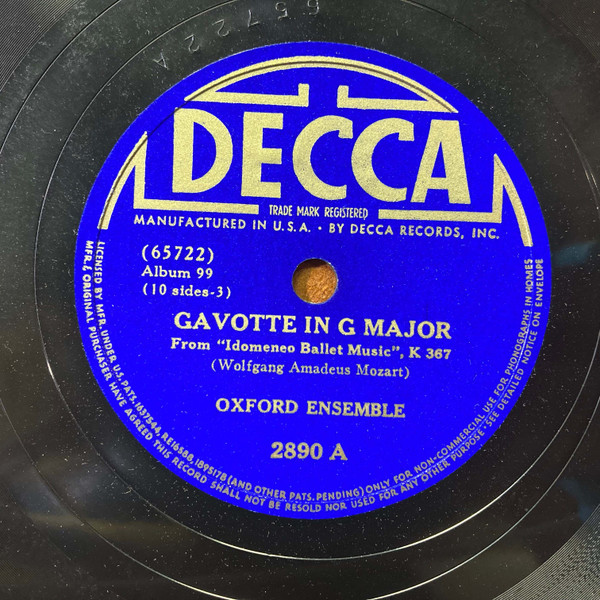 65722A
DECCA
TRADE MARK REGISTERED
MANUFACTURED IN U.S.A. • BY DECCA RECORDS, INC.
(65722)
Album 99
(10 sides-3)
GAVOTTE IN G MAJOR
From "Idomeneo Ballet Music", K 367
(Wolfgang Amadeus Mozart)
OXFORD ENSEMBLE
2890 A
LICENSED BY MFR. UNDER U.S. PATS. 1637544, RE16588, 1895178 (AND OTHER PATS. PENDING) ONLY FOR NON-COMMERCIAL USE FOR PHONOGRAPHS IN HOMES
MFR. & ORIGINAL PURCHASER HAVE AGREED THIS RECORD SHALL NOT BE RESOLD NOR USED FOR ANY OTHER PURPOSE · SEE DETAILED NOTICE ON ENVELOPE